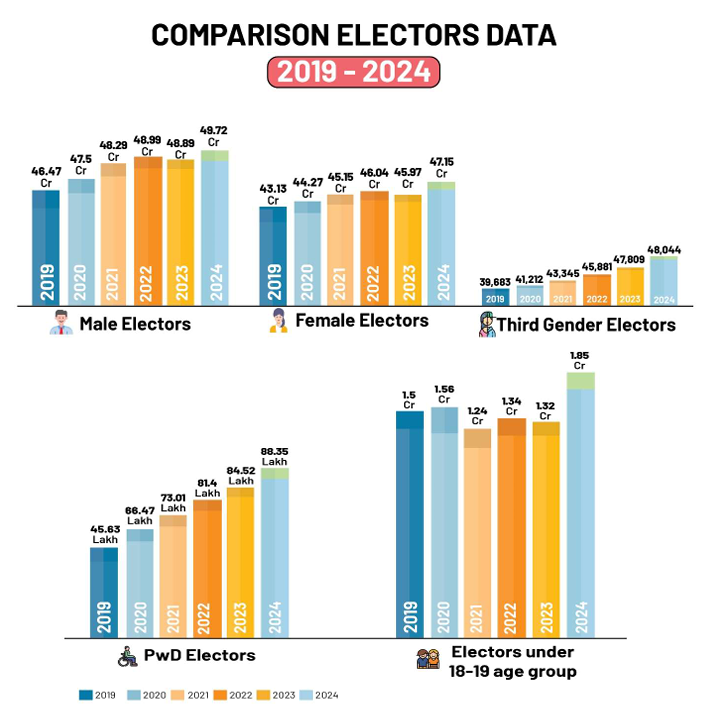 COMPARISON ELECTORS DATA
2019 - 2024
46.47
Cr
47.5
Cr
48.29
Cr
48.99
Cr
48.89
Cr
49.72
Cr
2019
2020
2021
2022
2023
2024
Male Electors
43.13
Cr
44.27
Cr
45.15
Cr
46.04
Cr
45.97
Cr
47.15
Cr
2019
2020
2021
2022
2023
2024
Female Electors
39,683
41,212
43,345
45,881
47,809
48,044
2019
2020
2021
2022
2023
2024
Third Gender Electors
45.63
Lakh
66.47
Lakh
73.01
Lakh
81.4
Lakh
84.52
Lakh
88.35
Lakh
2019
2020
2021
2022
2023
2024
PwD Electors
1.5
Cr
1.56
Cr
1.24
Cr
1.34
Cr
1.32
Cr
1.85
Cr
2019
2020
2021
2022
2023
2024
Electors under
18-19 age group
2019 2020 2021 2022 2023 2024